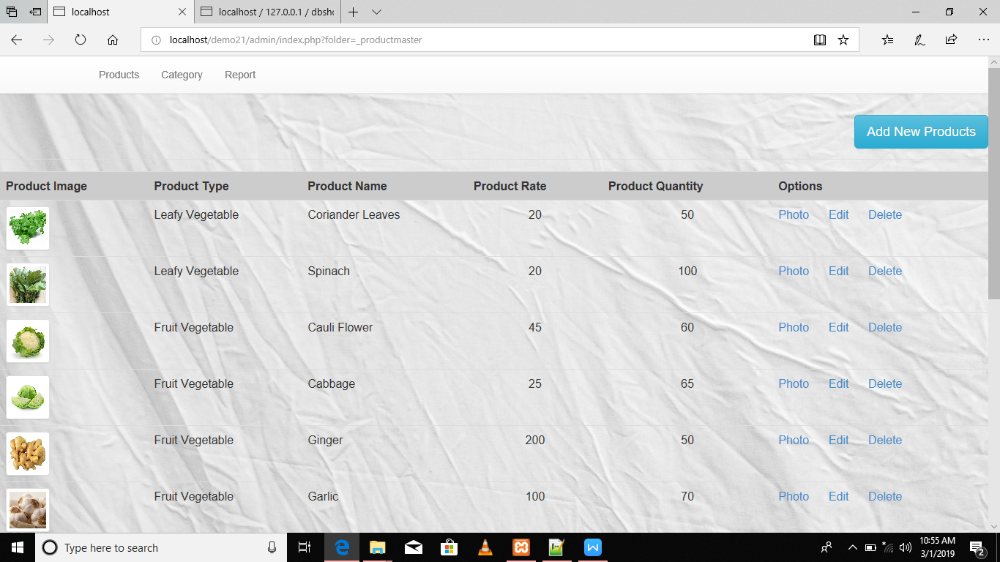 localhost
localhost / 127.0.0.1 / dbsho
localhost/demo21/admin/index.php?folder=_productmaster
Products Category Report
Add New Products
Product Image Product Type Product Name Product Rate Product Quantity Options
Leafy Vegetable Coriander Leaves 20 50 Photo Edit Delete
Leafy Vegetable Spinach 20 100 Photo Edit Delete
Fruit Vegetable Cauli Flower 45 60 Photo Edit Delete
Fruit Vegetable Cabbage 25 65 Photo Edit Delete
Fruit Vegetable Ginger 200 50 Photo Edit Delete
Fruit Vegetable Garlic 100 70 Photo Edit Delete
Type here to search
10:55 AM
3/1/2019
2